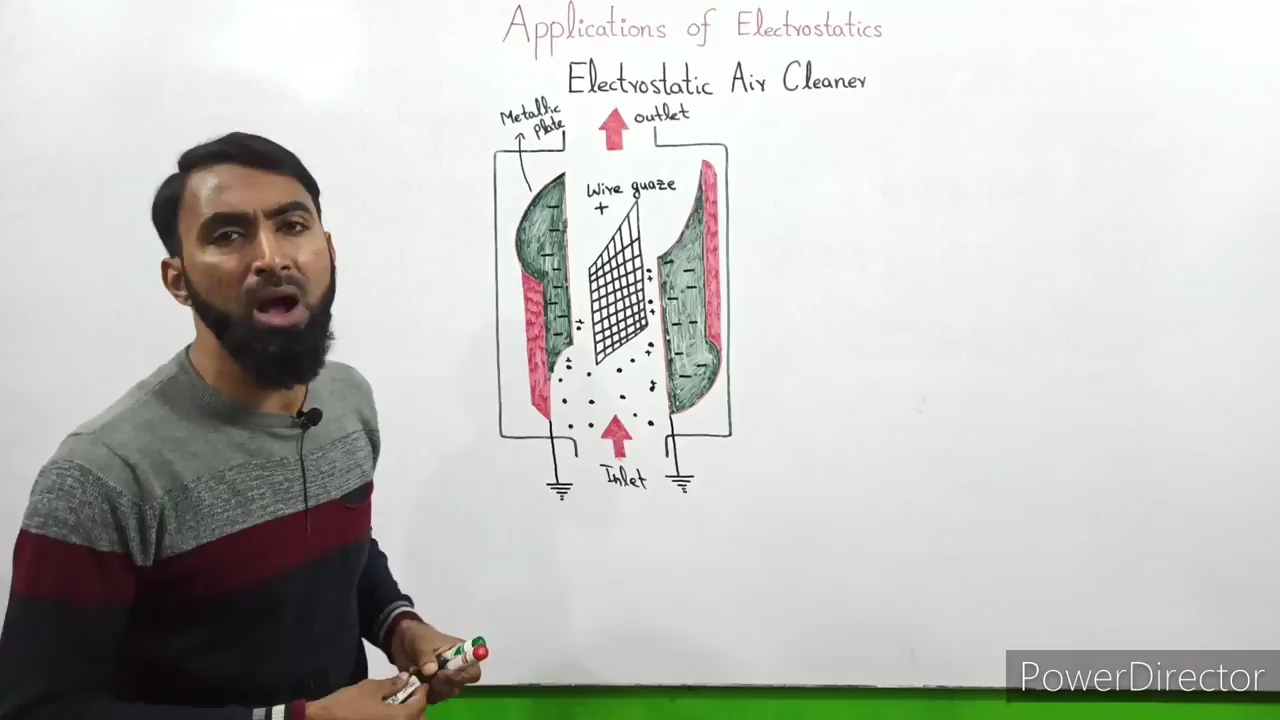 Applications of Electrostatics
Electrostatic Air Cleaner
Metallic
plate
outlet
Wire guaze
+
Inlet
PowerDirector